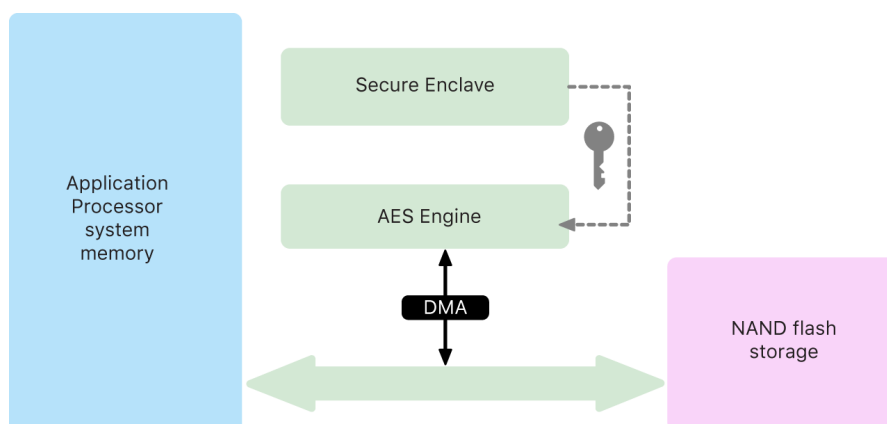 Secure Enclave
Application
Processor
system
memory
AES Engine
DMA
NAND flash
storage